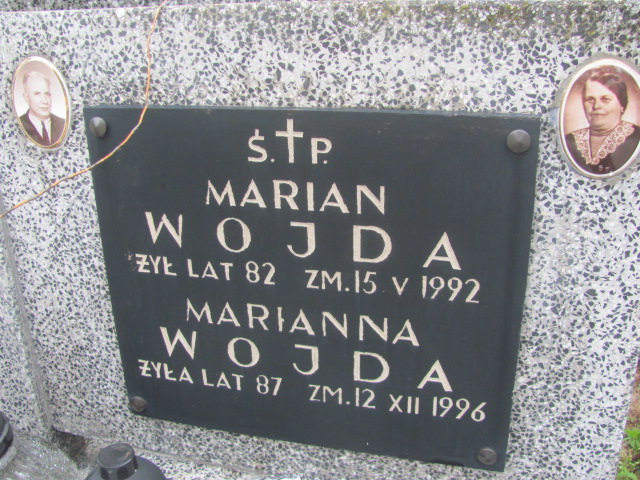 Ś.†P.
MARIAN
WOJDA
ŻYŁ LAT 82 ZM.15 V 1992
MARIANNA
WOJDA
ŻYŁA LAT 87 ZM.12 XII 1996